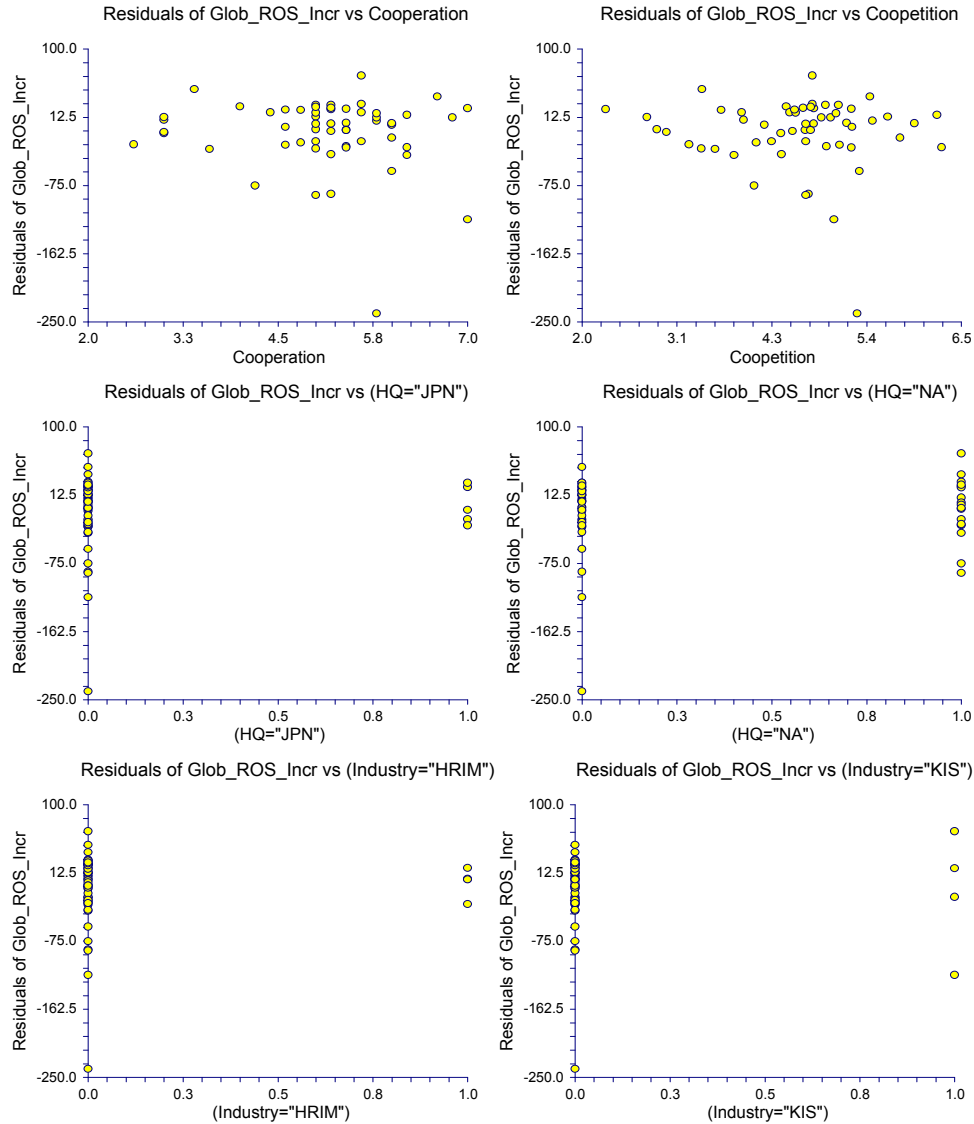 Residuals of Glob_ROS_Incr vs Cooperation
Residuals of Glob_ROS_Incr
100.0
12.5
-75.0
-162.5
-250.0
2.0 3.3 4.5 5.8 7.0
Cooperation
Residuals of Glob_ROS_Incr vs Coopetition
Residuals of Glob_ROS_Incr
100.0
12.5
-75.0
-162.5
-250.0
2.0 3.1 4.3 5.4 6.5
Coopetition
Residuals of Glob_ROS_Incr vs (HQ="JPN")
Residuals of Glob_ROS_Incr
100.0
12.5
-75.0
-162.5
-250.0
0.0 0.3 0.5 0.8 1.0
(HQ="JPN")
Residuals of Glob_ROS_Incr vs (HQ="NA")
Residuals of Glob_ROS_Incr
100.0
12.5
-75.0
-162.5
-250.0
0.0 0.3 0.5 0.8 1.0
(HQ="NA")
Residuals of Glob_ROS_Incr vs (Industry="HRIM")
Residuals of Glob_ROS_Incr
100.0
12.5
-75.0
-162.5
-250.0
0.0 0.3 0.5 0.8 1.0
(Industry="HRIM")
Residuals of Glob_ROS_Incr vs (Industry="KIS")
Residuals of Glob_ROS_Incr
100.0
12.5
-75.0
-162.5
-250.0
0.0 0.3 0.5 0.8 1.0
(Industry="KIS")